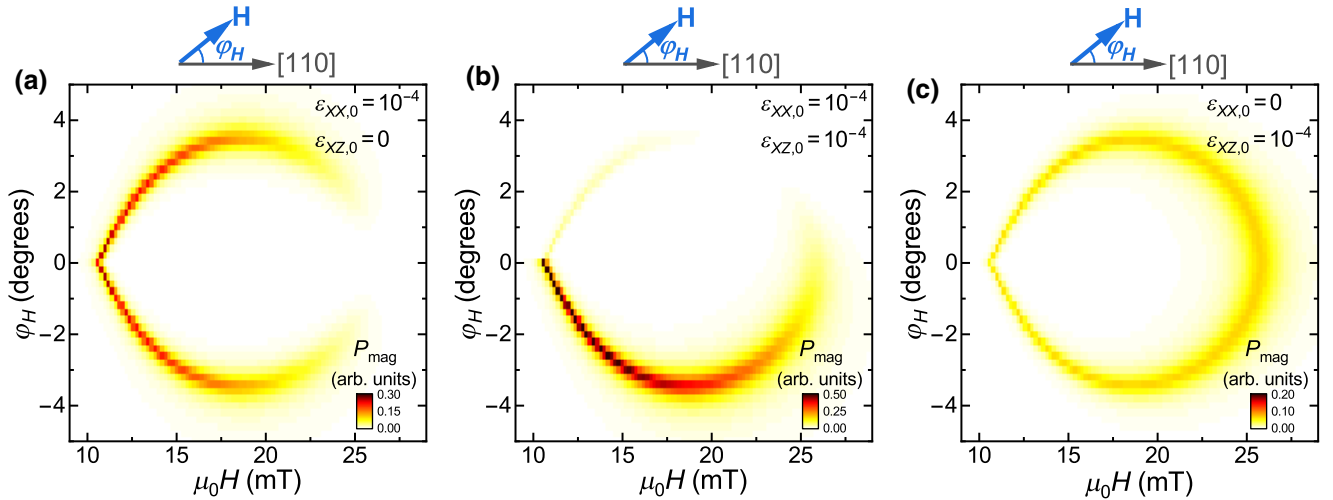 H
φH
[110]
(a)
εXX,0 = 10⁻⁴
εXZ,0 = 0
4
2
0
−2
−4
φH (degrees)
Pmag
(arb. units)
0.30
0.15
0.00
10
15
20
25
μ0H (mT)
H
φH
[110]
(b)
εXX,0 = 10⁻⁴
εXZ,0 = 10⁻⁴
4
2
0
−2
−4
φH (degrees)
Pmag
(arb. units)
0.50
0.25
0.00
10
15
20
25
μ0H (mT)
H
φH
[110]
(c)
εXX,0 = 0
εXZ,0 = 10⁻⁴
4
2
0
−2
−4
φH (degrees)
Pmag
(arb. units)
0.20
0.10
0.00
10
15
20
25
μ0H (mT)